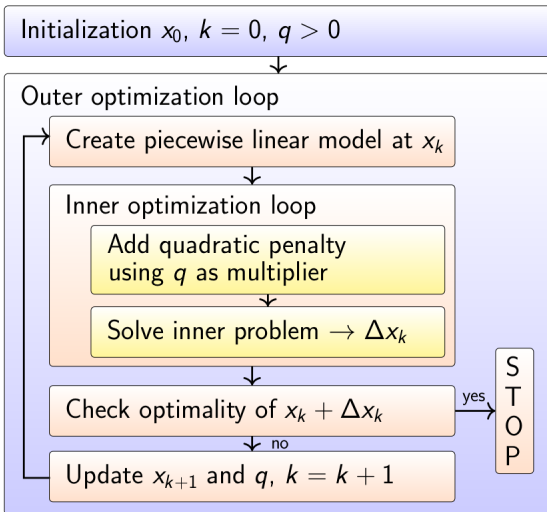 Initialization x₀, k = 0, q > 0
Outer optimization loop
Create piecewise linear model at xₖ
Inner optimization loop
Add quadratic penalty
using q as multiplier
Solve inner problem → Δxₖ
Check optimality of xₖ + Δxₖ
yes
S
T
O
P
no
Update xₖ₊₁ and q, k = k + 1